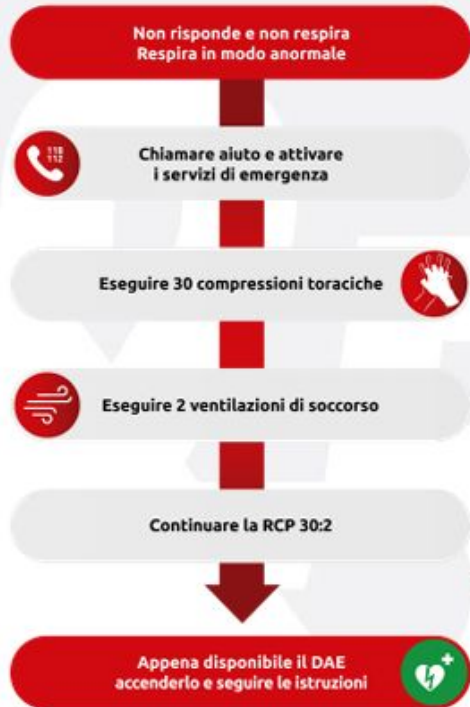 Non risponde e non respira
Respira in modo anormale
118
112
Chiamare aiuto e attivare
i servizi di emergenza
Eseguire 30 compressioni toraciche
Eseguire 2 ventilazioni di soccorso
Continuare la RCP 30:2
Appena disponibile il DAE
accenderlo e seguire le istruzioni